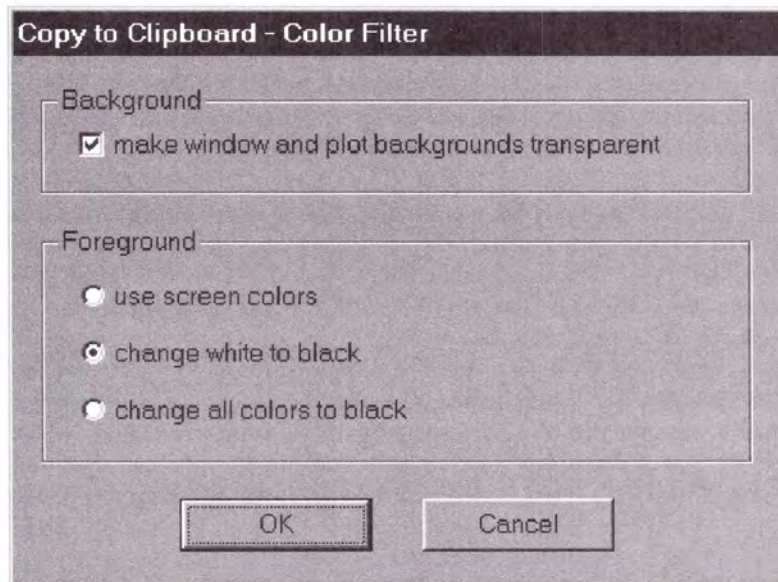 Copy to Clipboard - Color Filter
Background
make window and plot backgrounds transparent
Foreground
use screen colors
change white to black
change all colors to black
OK
Cancel